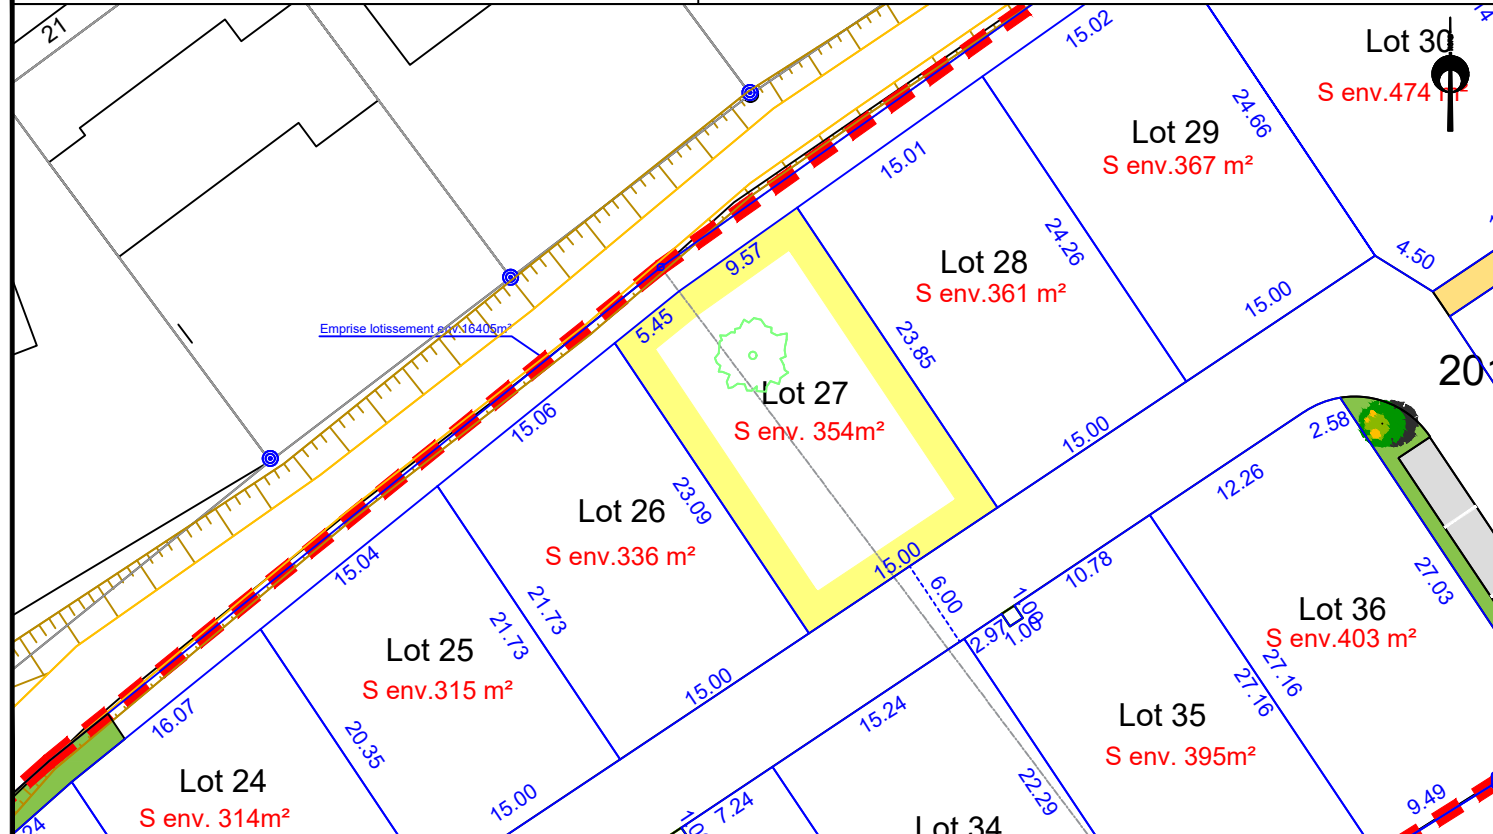 21
15.02
Lot 30
S env.474 m²
24.66
Lot 29
S env.367 m²
15.01
24.26
4.50
Lot 28
S env.361 m²
9.57
15.00
5.45
23.85
Emprise lotissement env.16405m²
Lot 27
S env. 354m²
15.06
15.00
2.58
12.26
23.09
Lot 26
S env.336 m²
15.04
15.00
6.00
10.78
27.03
1.00
1.00
2.97
21.73
21.73
Lot 36
S env.403 m²
Lot 25
S env.315 m²
27.16
27.16
15.00
16.07
15.24
Lot 35
S env. 395m²
20.35
Lot 24
S env. 314m²
15.00
7.24
22.29
9.49
Lot 34
24